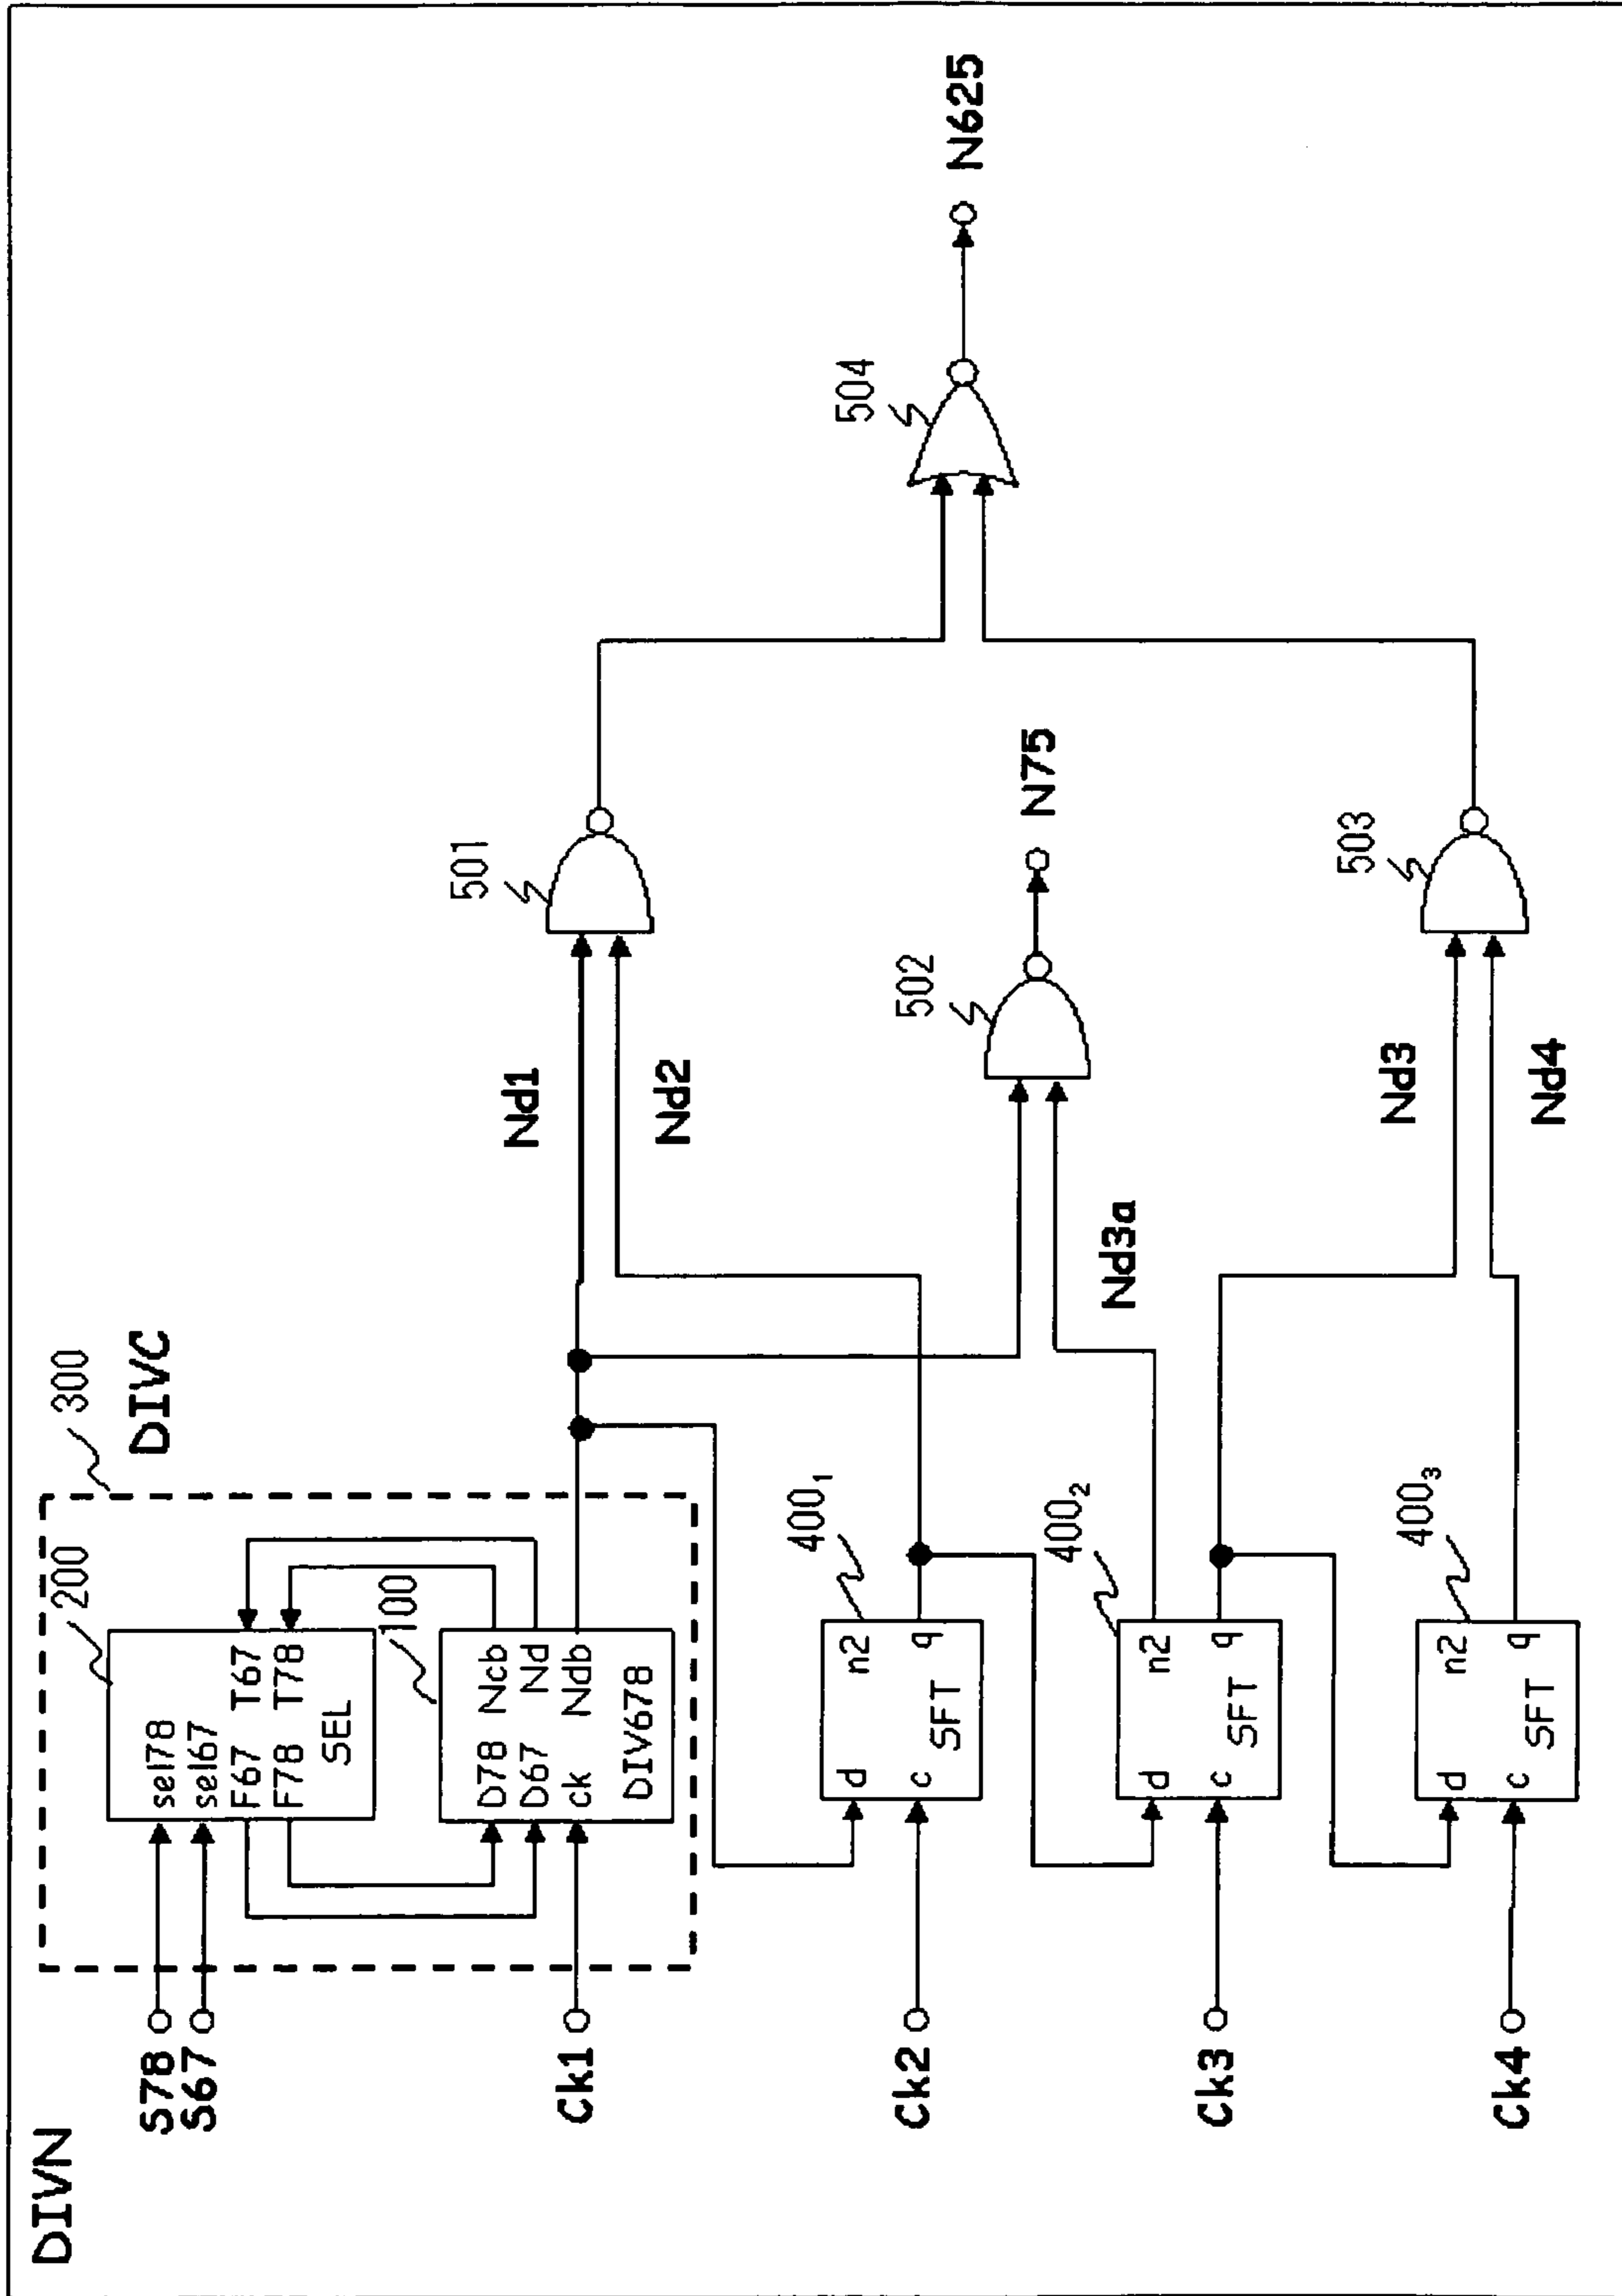 DIVN
S78
S67
Ck1
Ck2
Ck3
Ck4
300
DIVC
200
sel78
sel67
F67 T67
F78 T78
SEL
100
D78 Ncb
D67 Nd
ck Ndb
DIV678
400₁
d n2
c q
SFT
400₂
d n2
c q
SFT
400₃
d n2
c q
SFT
Nd1
Nd2
Nd3a
Nd3
Nd4
501
502
503
N75
504
N625